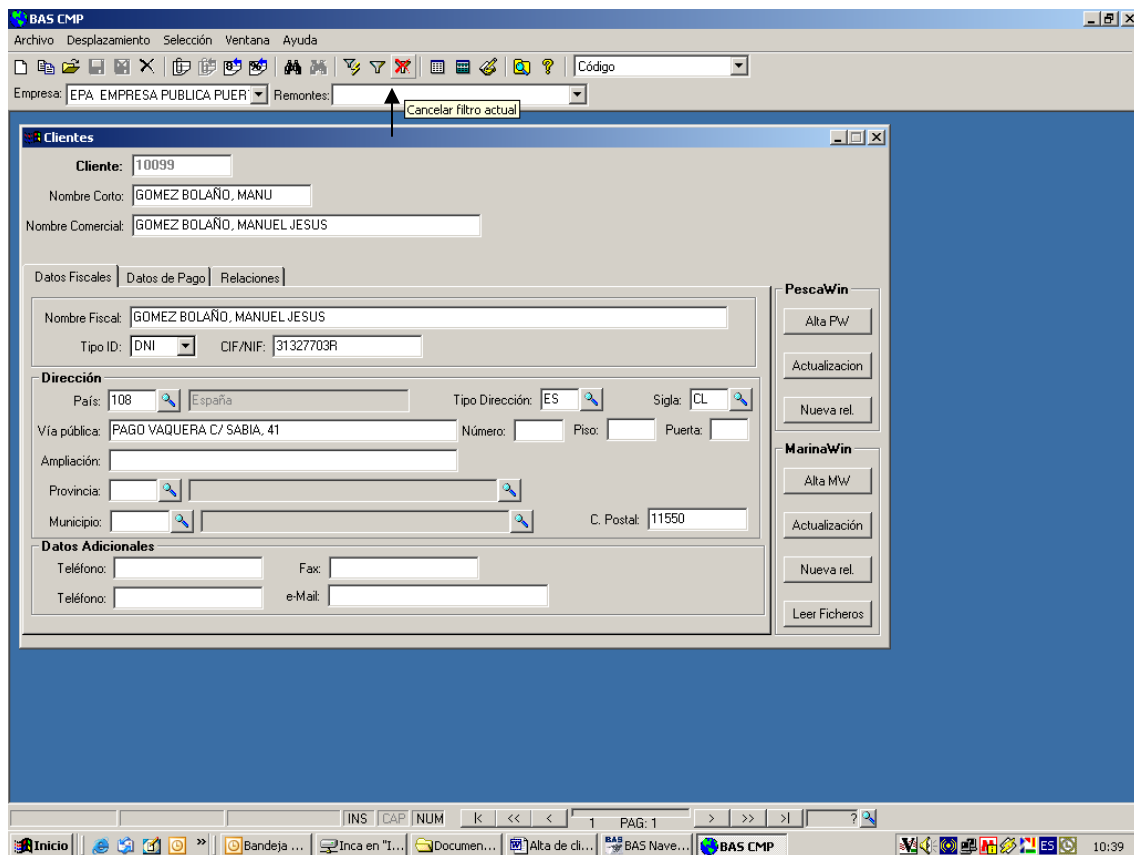 BAS CMP
Archivo Desplazamiento Selección Ventana Ayuda
Código
Empresa: EPA EMPRESA PUBLICA PUER Remontes:
Cancelar filtro actual
Clientes
Cliente: 10099
Nombre Corto: GOMEZ BOLAÑO, MANU
Nombre Comercial: GOMEZ BOLAÑO, MANUEL JESUS
Datos Fiscales Datos de Pago Relaciones
Nombre Fiscal: GOMEZ BOLAÑO, MANUEL JESUS
Tipo ID: DNI CIF/NIF: 31327703R
Dirección
País: 108 España Tipo Dirección: ES Sigla: CL
Vía pública: PAGO VAQUERA C/ SABIA, 41 Número: Piso: Puerta:
Ampliación:
Provincia:
Municipio: C. Postal: 11550
Datos Adicionales
Teléfono: Fax:
Teléfono: e-Mail:
PescaWin
Alta PW
Actualizacion
Nueva rel.
MarinaWin
Alta MW
Actualización
Nueva rel.
Leer Ficheros
INS CAP NUM |< << < 1 PAG: 1 > >> >| ?
Inicio » Bandeja ... Inca en "I... Documen... Alta de cli... BAS Nave... BAS CMP ES 10:39